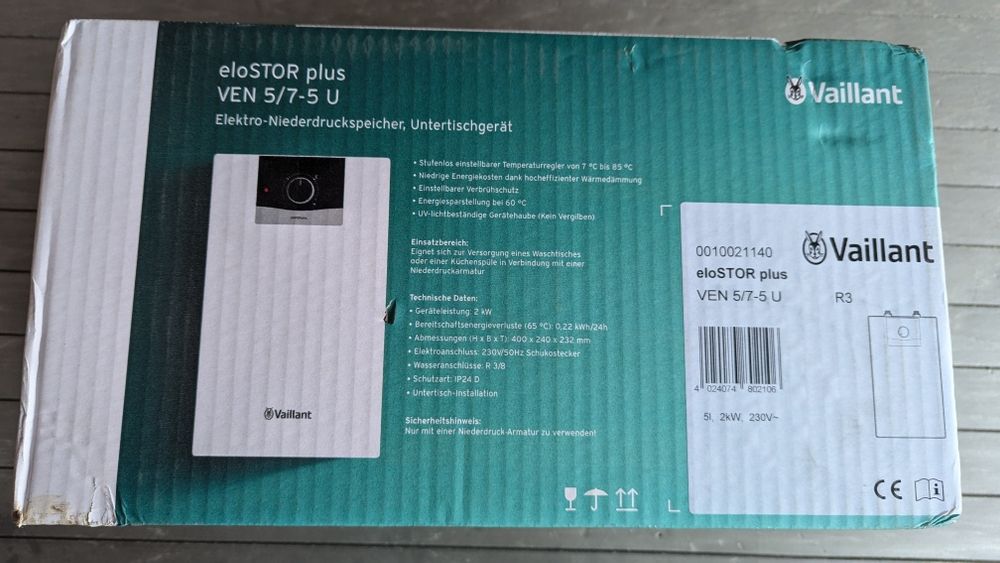 eloSTOR plus
VEN 5/7-5 U
Elektro-Niederdruckspeicher, Untertischgerät
Vaillant
• Stufenlos einstellbarer Temperaturregler von 7 °C bis 85 °C
• Niedrige Energiekosten dank hocheffizienter Wärmedämmung
• Einstellbarer Verbrühschutz
• Energiesparstellung bei 60 °C
• UV-lichtbeständige Gerätehaube (Kein Vergilben)
Einsatzbereich:
Eignet sich zur Versorgung eines Waschtisches
oder einer Küchenspüle in Verbindung mit einer
Niederdruckarmatur
Technische Daten:
• Geräteleistung: 2 kW
• Bereitschaftsenergieverluste (65 °C): 0,22 kWh/24h
• Abmessungen (H x B x T): 400 x 240 x 232 mm
• Elektroanschluss: 230V/50Hz Schukostecker
• Wasseranschlüsse: R 3/8
• Schutzart: IP24 D
• Untertisch-Installation
Sicherheitshinweis:
Nur mit einer Niederdruck-Armatur zu verwenden!
Vaillant
0010021140
Vaillant
eloSTOR plus
VEN 5/7-5 U R3
4 024074 802106
5l, 2kW, 230V~
CE